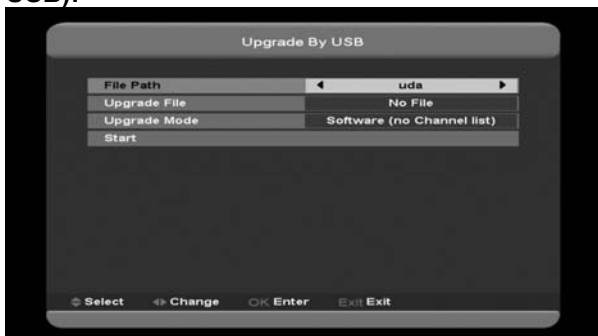 USB).
Upgrade By USB
File Path uda
Upgrade File No File
Upgrade Mode Software (no Channel list)
Start
Select Change OK Enter Exit Exit